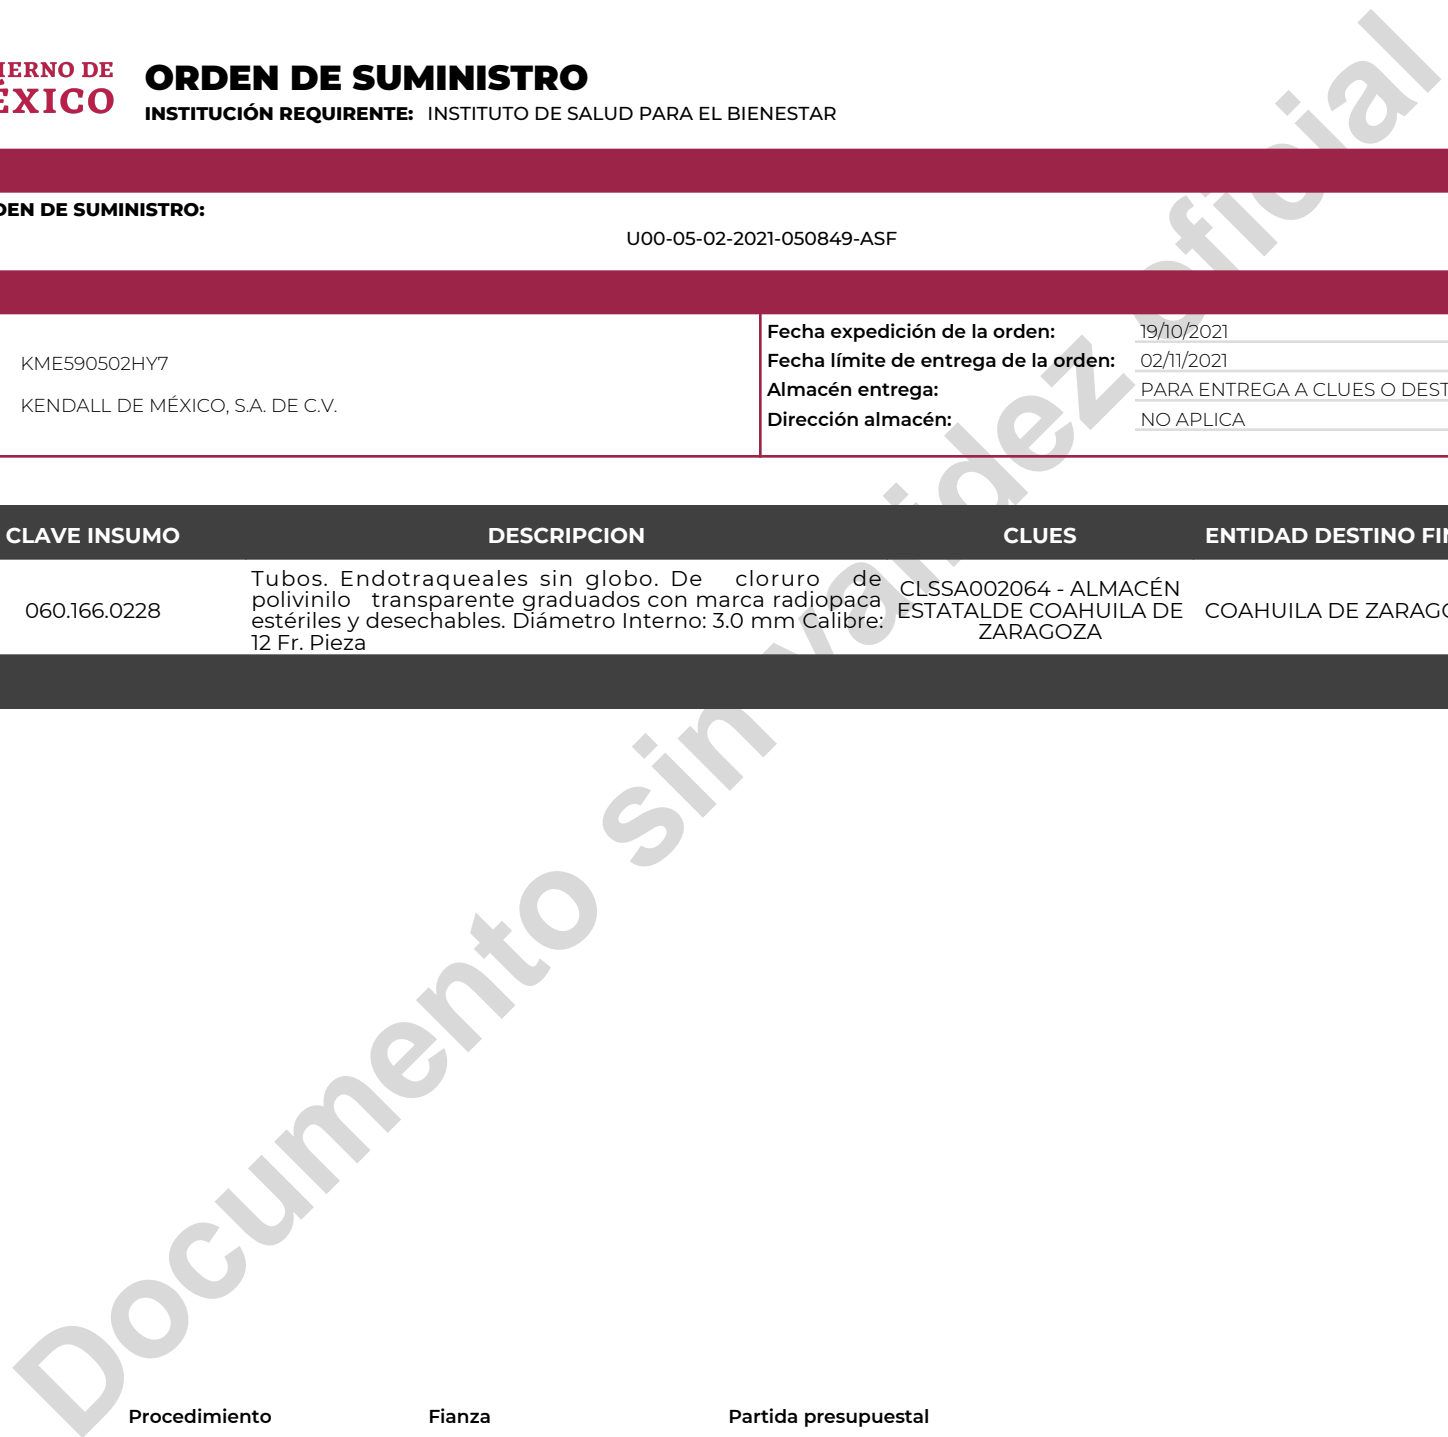 IERNO DE
ÉXICO
ORDEN DE SUMINISTRO
INSTITUCIÓN REQUIRENTE: INSTITUTO DE SALUD PARA EL BIENESTAR
DEN DE SUMINISTRO:
U00-05-02-2021-050849-ASF
KME590502HY7
KENDALL DE MÉXICO, S.A. DE C.V.
Fecha expedición de la orden: 19/10/2021
Fecha límite de entrega de la orden: 02/11/2021
Almacén entrega: PARA ENTREGA A CLUES O DEST
Dirección almacén: NO APLICA
CLAVE INSUMO DESCRIPCION CLUES ENTIDAD DESTINO FIN
060.166.0228
Tubos. Endotraqueales sin globo. De cloruro de
polivinilo transparente graduados con marca radiopaca
estériles y desechables. Diámetro Interno: 3.0 mm Calibre:
12 Fr. Pieza
CLSSA002064 - ALMACÉN
ESTATALDE COAHUILA DE
ZARAGOZA
COAHUILA DE ZARAGO
Documento sin validez oficial
Procedimiento Fianza Partida presupuestal